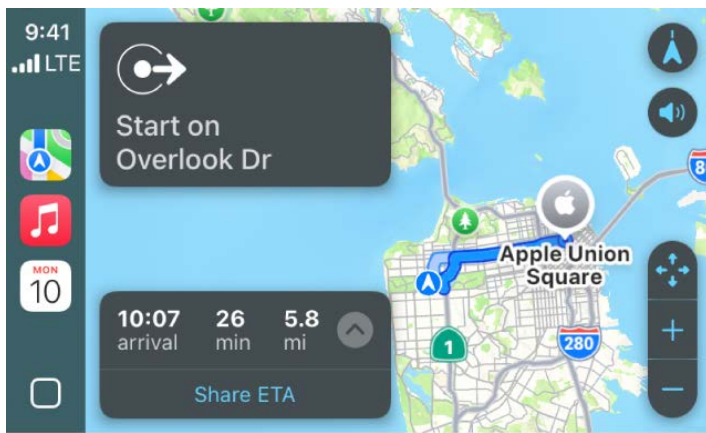 9:41
LTE
MON
10
Start on
Overlook Dr
10:07 26 5.8
arrival min mi
Share ETA
Apple Union
Square
1
280
8